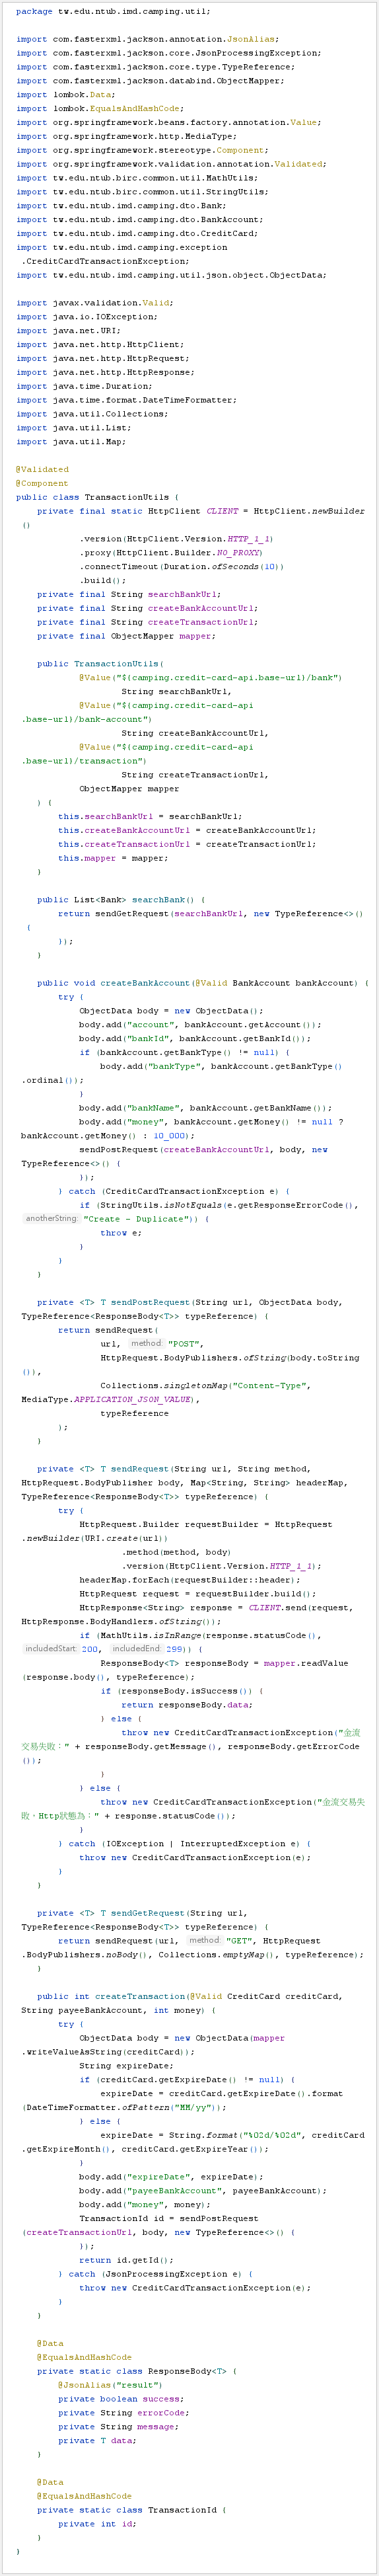 package tw.edu.ntub.imd.camping.util;
import com.fasterxml.jackson.annotation.JsonAlias;
import com.fasterxml.jackson.core.JsonProcessingException;
import com.fasterxml.jackson.core.type.TypeReference;
import com.fasterxml.jackson.databind.ObjectMapper;
import lombok.Data;
import lombok.EqualsAndHashCode;
import org.springframework.beans.factory.annotation.Value;
import org.springframework.http.MediaType;
import org.springframework.stereotype.Component;
import org.springframework.validation.annotation.Validated;
import tw.edu.ntub.birc.common.util.MathUtils;
import tw.edu.ntub.birc.common.util.StringUtils;
import tw.edu.ntub.imd.camping.dto.Bank;
import tw.edu.ntub.imd.camping.dto.BankAccount;
import tw.edu.ntub.imd.camping.dto.CreditCard;
import tw.edu.ntub.imd.camping.exception
.CreditCardTransactionException;
import tw.edu.ntub.imd.camping.util.json.object.ObjectData;
import javax.validation.Valid;
import java.io.IOException;
import java.net.URI;
import java.net.http.HttpClient;
import java.net.http.HttpRequest;
import java.net.http.HttpResponse;
import java.time.Duration;
import java.time.format.DateTimeFormatter;
import java.util.Collections;
import java.util.List;
import java.util.Map;
@Validated
@Component
public class TransactionUtils {
    private final static HttpClient CLIENT = HttpClient.newBuilder
()
            .version(HttpClient.Version.HTTP_1_1)
            .proxy(HttpClient.Builder.NO_PROXY)
            .connectTimeout(Duration.ofSeconds(10))
            .build();
    private final String searchBankUrl;
    private final String createBankAccountUrl;
    private final String createTransactionUrl;
    private final ObjectMapper mapper;
    public TransactionUtils(
            @Value("${camping.credit-card-api.base-url}/bank")
                    String searchBankUrl,
            @Value("${camping.credit-card-api
.base-url}/bank-account")
                    String createBankAccountUrl,
            @Value("${camping.credit-card-api
.base-url}/transaction")
                    String createTransactionUrl,
            ObjectMapper mapper
    ) {
        this.searchBankUrl = searchBankUrl;
        this.createBankAccountUrl = createBankAccountUrl;
        this.createTransactionUrl = createTransactionUrl;
        this.mapper = mapper;
    }
    public List<Bank> searchBank() {
        return sendGetRequest(searchBankUrl, new TypeReference<>()
{
        });
    }
    public void createBankAccount(@Valid BankAccount bankAccount) {
        try {
            ObjectData body = new ObjectData();
            body.add("account", bankAccount.getAccount());
            body.add("bankId", bankAccount.getBankId());
            if (bankAccount.getBankType() != null) {
                body.add("bankType", bankAccount.getBankType()
.ordinal());
            }
            body.add("bankName", bankAccount.getBankName());
            body.add("money", bankAccount.getMoney() != null ?
bankAccount.getMoney() : 10_000);
            sendPostRequest(createBankAccountUrl, body, new
TypeReference<>() {
            });
        } catch (CreditCardTransactionException e) {
            if (StringUtils.isNotEquals(e.getResponseErrorCode(),
anotherString: "Create - Duplicate")) {
                throw e;
            }
        }
    }
    private <T> T sendPostRequest(String url, ObjectData body,
TypeReference<ResponseBody<T>> typeReference) {
        return sendRequest(
                url, method: "POST",
                HttpRequest.BodyPublishers.ofString(body.toString
()),
                Collections.singletonMap("Content-Type",
MediaType.APPLICATION_JSON_VALUE),
                typeReference
        );
    }
    private <T> T sendRequest(String url, String method,
HttpRequest.BodyPublisher body, Map<String, String> headerMap,
TypeReference<ResponseBody<T>> typeReference) {
        try {
            HttpRequest.Builder requestBuilder = HttpRequest
.newBuilder(URI.create(url))
                    .method(method, body)
                    .version(HttpClient.Version.HTTP_1_1);
            headerMap.forEach(requestBuilder::header);
            HttpRequest request = requestBuilder.build();
            HttpResponse<String> response = CLIENT.send(request,
HttpResponse.BodyHandlers.ofString());
            if (MathUtils.isInRange(response.statusCode(),
includedStart: 200, includedEnd: 299)) {
                ResponseBody<T> responseBody = mapper.readValue
(response.body(), typeReference);
                if (responseBody.isSuccess()) {
                    return responseBody.data;
                } else {
                    throw new CreditCardTransactionException("金流
交易失敗：" + responseBody.getMessage(), responseBody.getErrorCode
());
                }
            } else {
                throw new CreditCardTransactionException("金流交易失
敗，Http狀態為：" + response.statusCode());
            }
        } catch (IOException | InterruptedException e) {
            throw new CreditCardTransactionException(e);
        }
    }
    private <T> T sendGetRequest(String url,
TypeReference<ResponseBody<T>> typeReference) {
        return sendRequest(url, method: "GET", HttpRequest
.BodyPublishers.noBody(), Collections.emptyMap(), typeReference);
    }
    public int createTransaction(@Valid CreditCard creditCard,
String payeeBankAccount, int money) {
        try {
            ObjectData body = new ObjectData(mapper
.writeValueAsString(creditCard));
            String expireDate;
            if (creditCard.getExpireDate() != null) {
                expireDate = creditCard.getExpireDate().format
(DateTimeFormatter.ofPattern("MM/yy"));
            } else {
                expireDate = String.format("%02d/%02d", creditCard
.getExpireMonth(), creditCard.getExpireYear());
            }
            body.add("expireDate", expireDate);
            body.add("payeeBankAccount", payeeBankAccount);
            body.add("money", money);
            TransactionId id = sendPostRequest
(createTransactionUrl, body, new TypeReference<>() {
            });
            return id.getId();
        } catch (JsonProcessingException e) {
            throw new CreditCardTransactionException(e);
        }
    }
    @Data
    @EqualsAndHashCode
    private static class ResponseBody<T> {
        @JsonAlias("result")
        private boolean success;
        private String errorCode;
        private String message;
        private T data;
    }
    @Data
    @EqualsAndHashCode
    private static class TransactionId {
        private int id;
    }
}